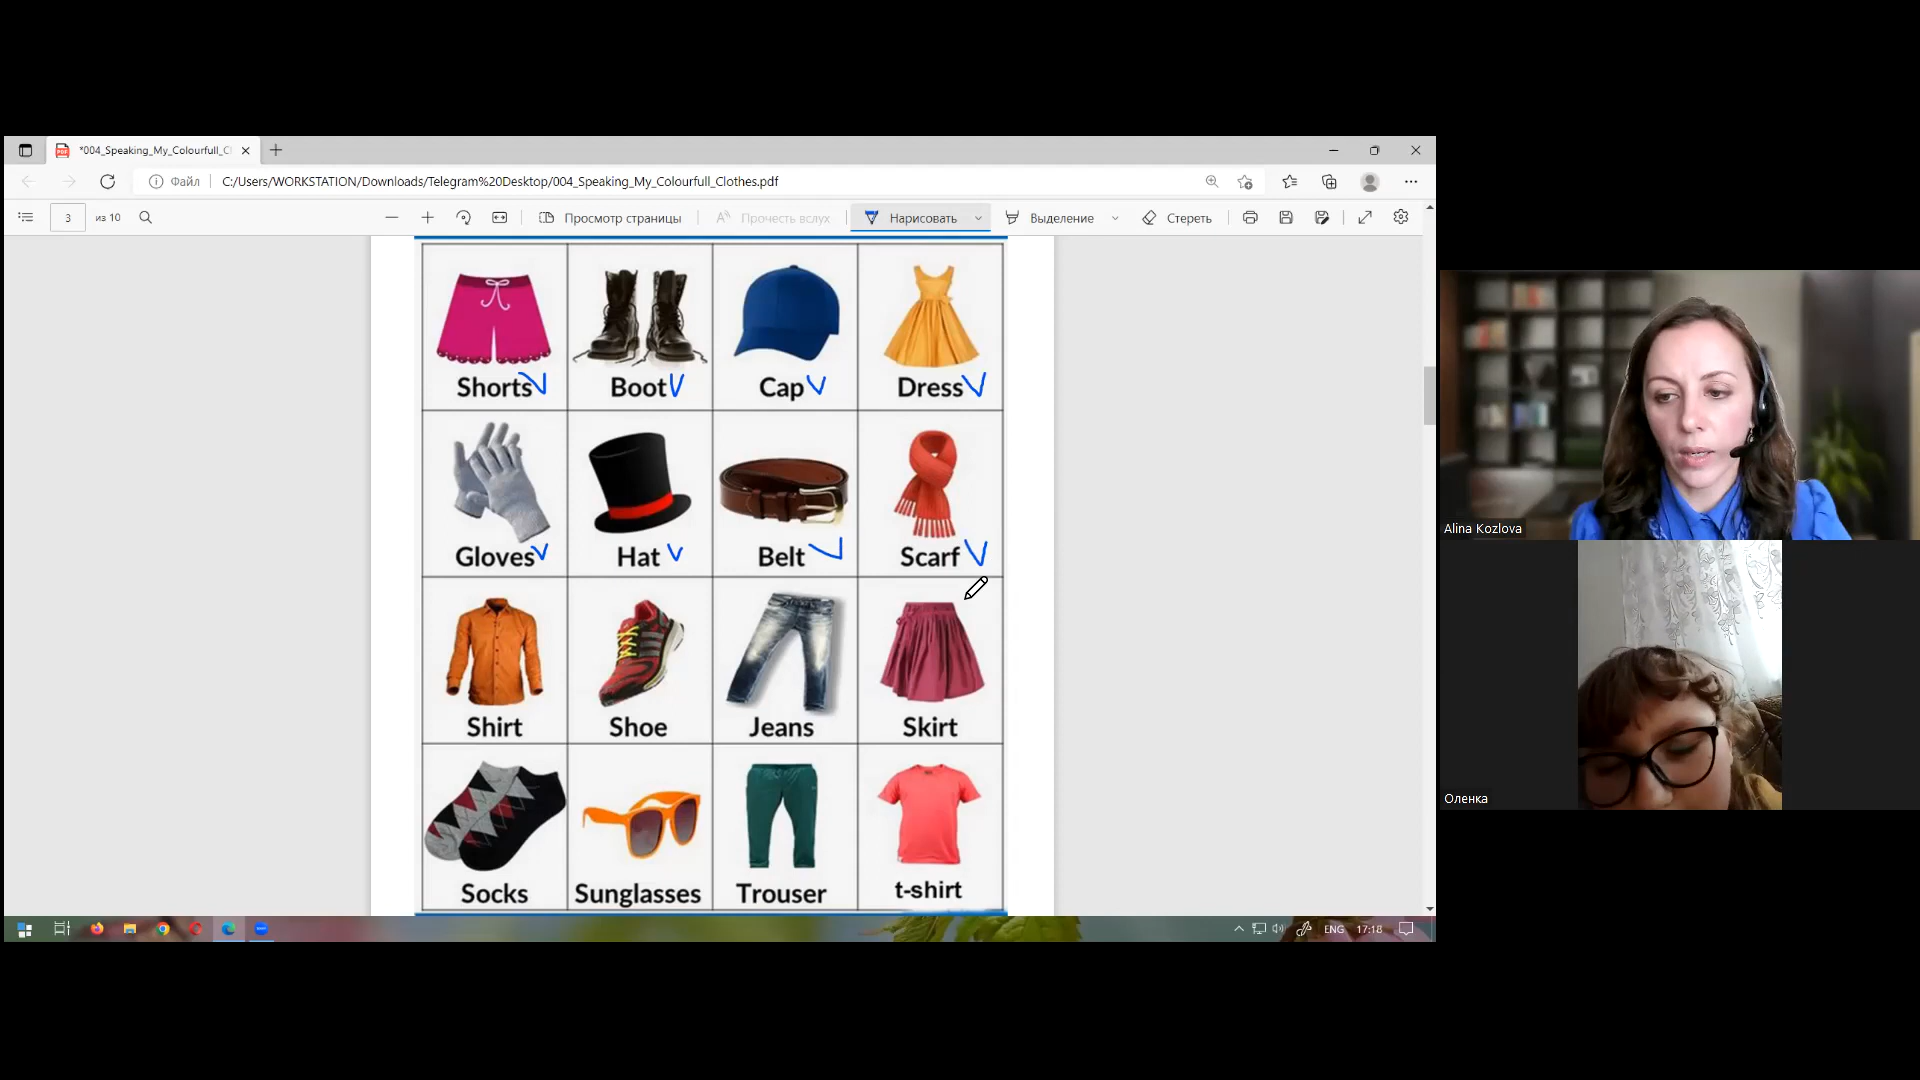 *004_Speaking_My_Colourfull_C
Файл
C:/Users/WORKSTATION/Downloads/Telegram%20Desktop/004_Speaking_My_Colourfull_Clothes.pdf
3 из 10
Просмотр страницы
Прочесть вслух
Нарисовать
Выделение
Стереть
Shorts Boot Cap Dress
Gloves Hat Belt Scarf
Shirt Shoe Jeans Skirt
Socks Sunglasses Trouser t-shirt
ENG 17:18
Alina Kozlova
Оленка